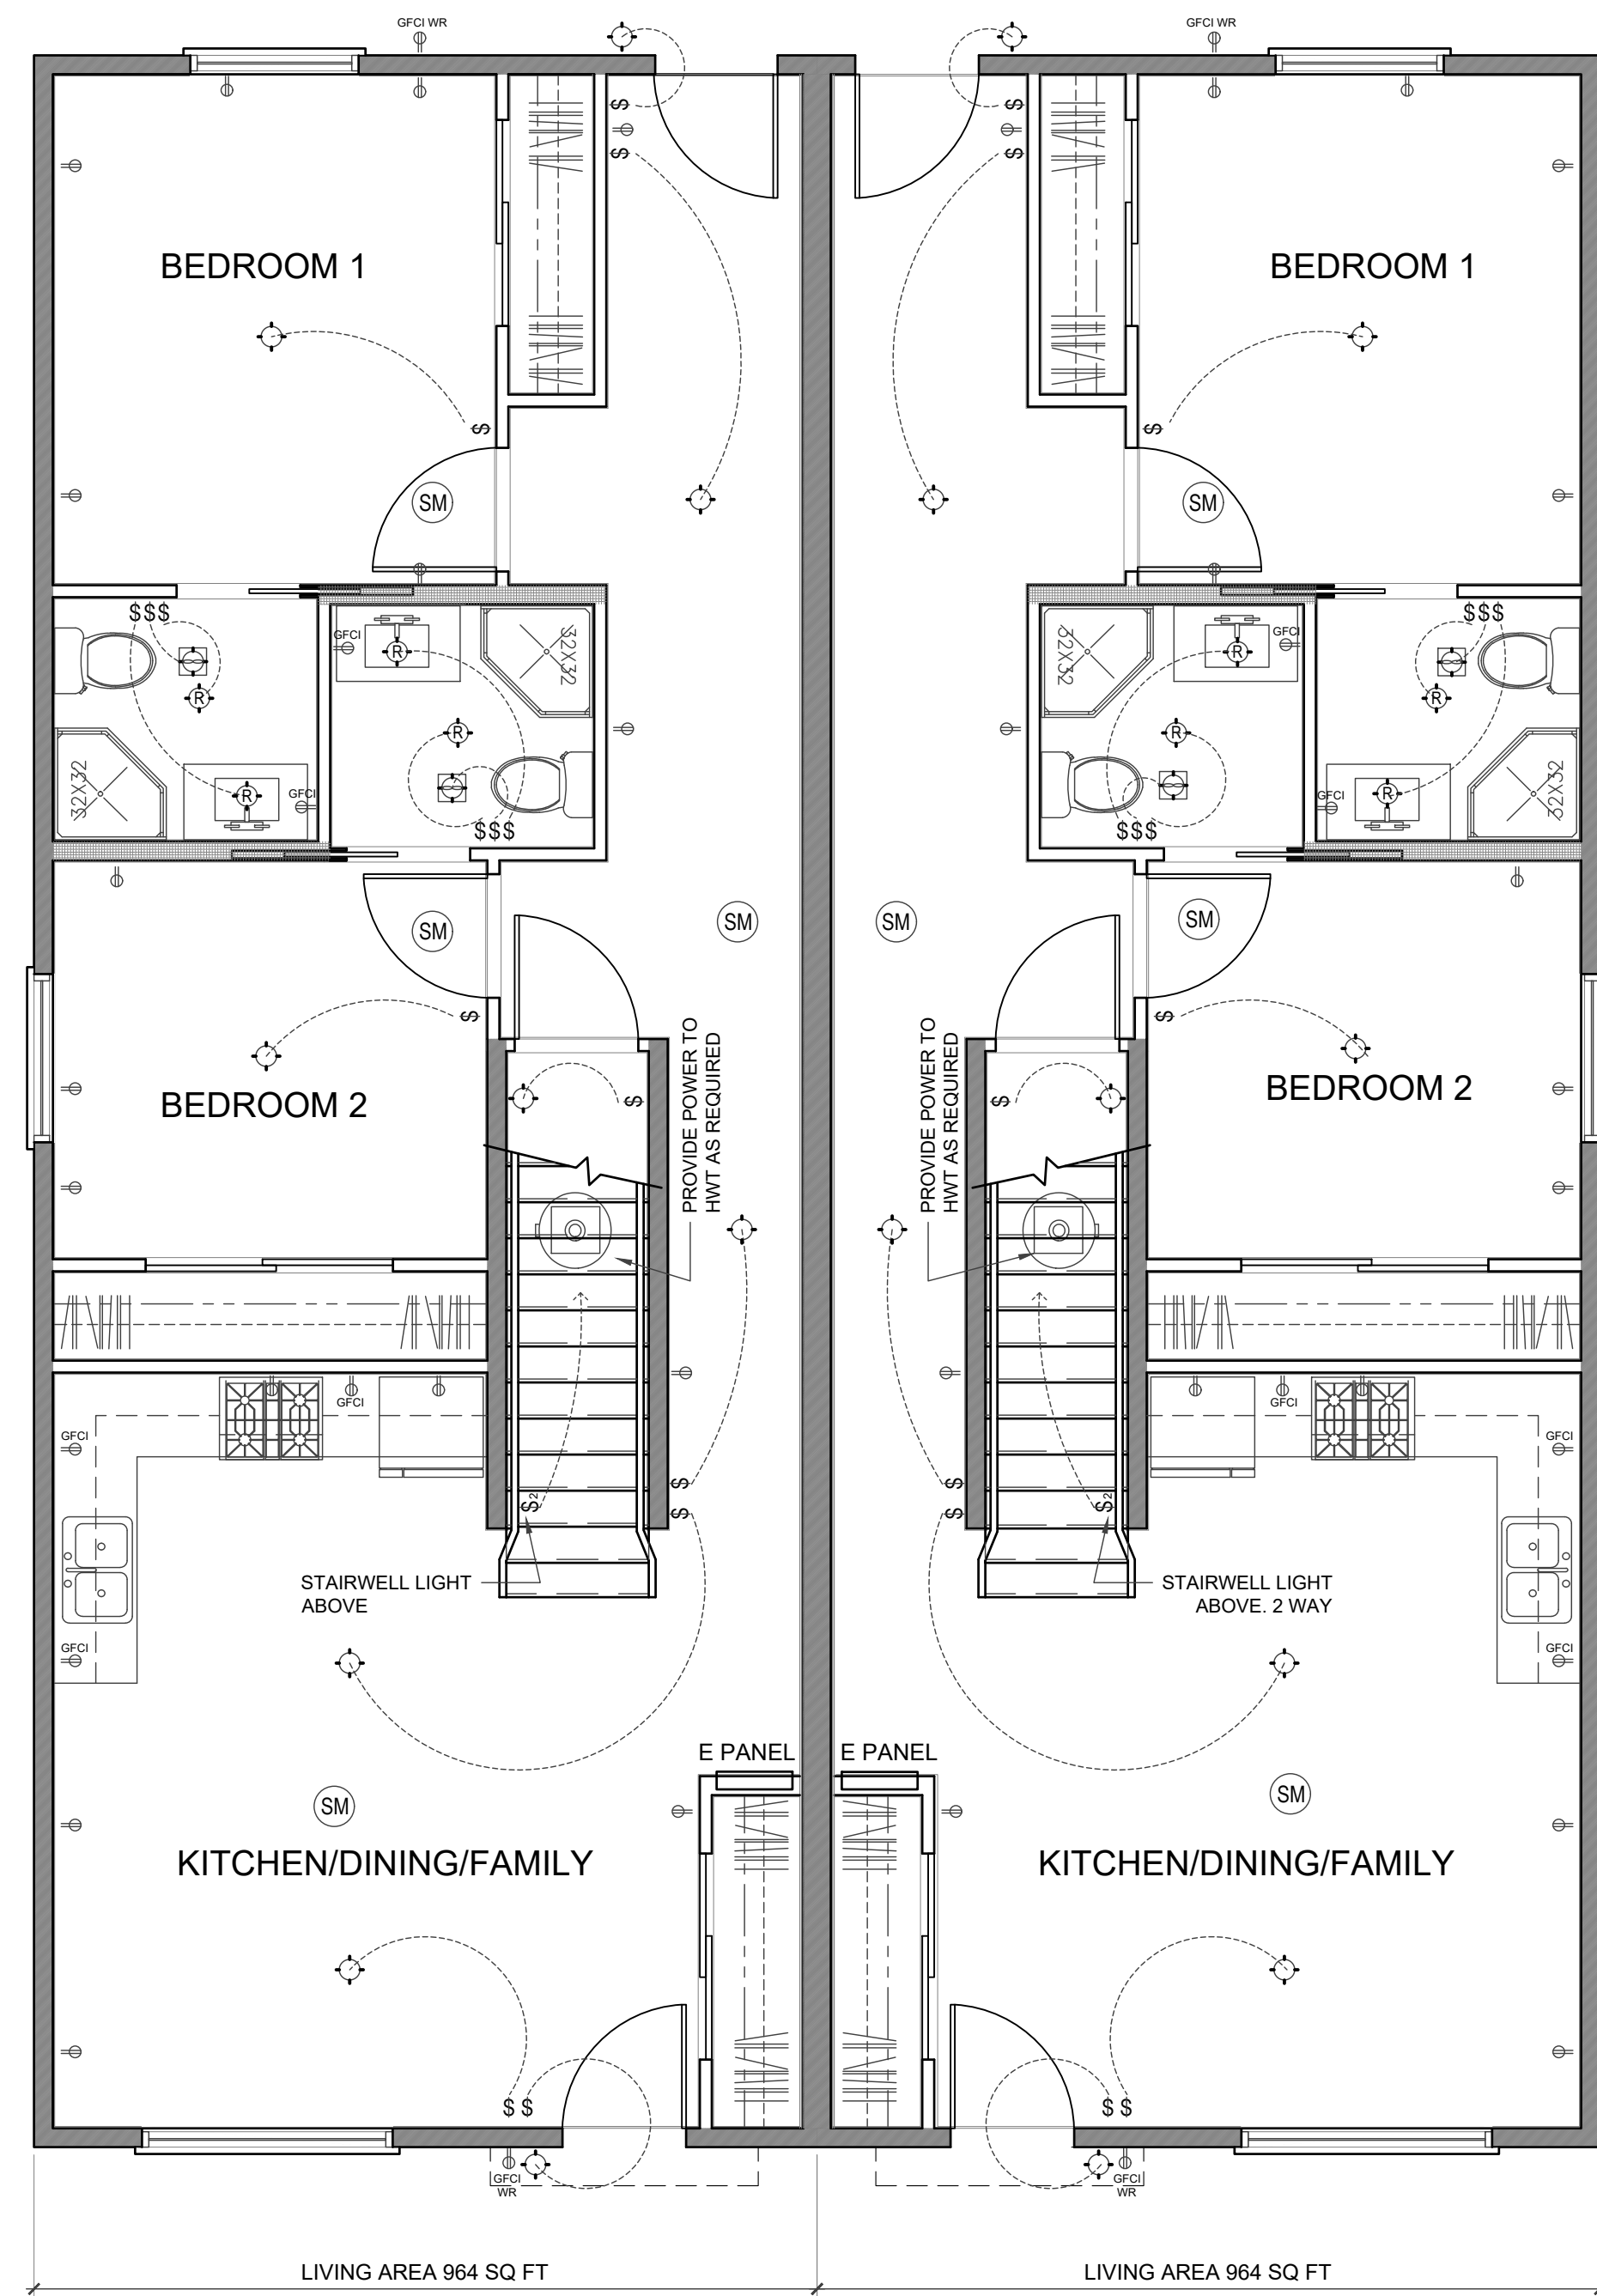 GFCI WR
GFCI WR
$
$
$
$
BEDROOM 1
BEDROOM 1
$
$
SM
SM
$$$
$$$
GFCI
R
R
GFCI
32X32
32X32
R
R
R
R
32X32
R
GFCI
GFCI
R
32X32
$$$
$$$
SM
SM
SM
SM
$
$
BEDROOM 2
BEDROOM 2
$
$
PROVIDE POWER TO
HWT AS REQUIRED
PROVIDE POWER TO
HWT AS REQUIRED
GFCI
GFCI
GFCI
GFCI
$
$
$2
$2
$
$
STAIRWELL LIGHT
ABOVE
STAIRWELL LIGHT
ABOVE. 2 WAY
GFCI
GFCI
E PANEL
E PANEL
SM
SM
KITCHEN/DINING/FAMILY
KITCHEN/DINING/FAMILY
$ $
$ $
GFCI
WR
GFCI
WR
LIVING AREA 964 SQ FT
LIVING AREA 964 SQ FT